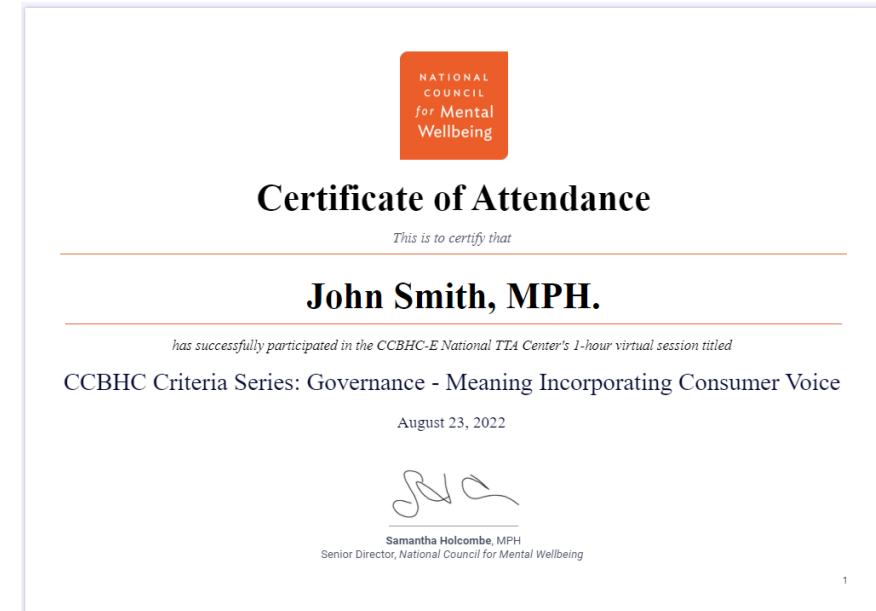 NATIONAL
COUNCIL
for Mental
Wellbeing
Certificate of Attendance
This is to certify that
John Smith, MPH.
has successfully participated in the CCBHC-E National TTA Center's 1-hour virtual session titled
CCBHC Criteria Series: Governance - Meaning Incorporating Consumer Voice
August 23, 2022
Samantha Holcombe, MPH
Senior Director, National Council for Mental Wellbeing
1